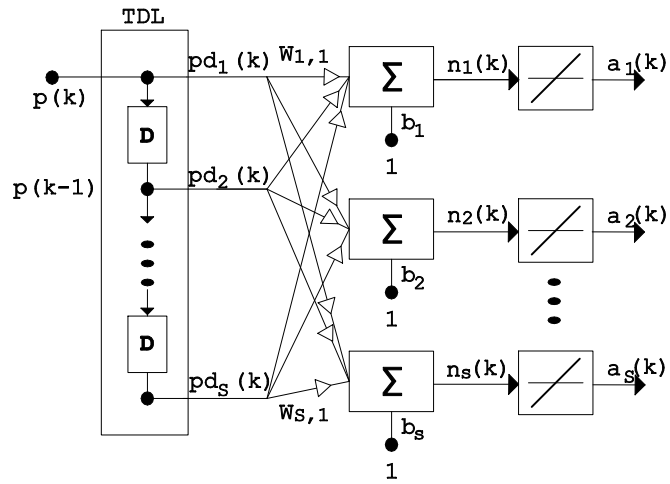 TDL
p(k)
pd1(k)
W1,1
Σ
n1(k)
a1(k)
b1
1
D
p(k-1)
pd2(k)
Σ
n2(k)
a2(k)
b2
1
D
pdS(k)
WS,1
Σ
ns(k)
aS(k)
bs
1